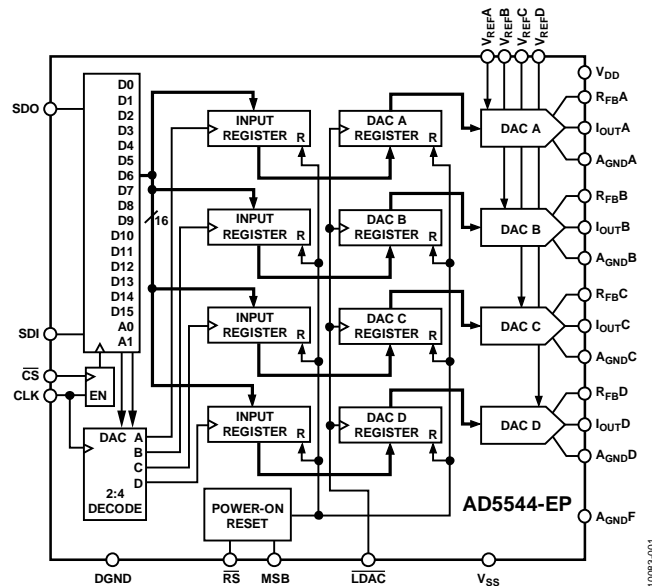 VREFA
VREFB
VREFC
VREFD
SDO
SDI
CS
CLK
D0
D1
D2
D3
D4
D5
D6
D7
D8
D9
D10
D11
D12
D13
D14
D15
A0
A1
16
EN
DAC A
B
C
D
2:4
DECODE
INPUT
REGISTER R
DAC A
REGISTER R
DAC A
INPUT
REGISTER R
DAC B
REGISTER R
DAC B
INPUT
REGISTER R
DAC C
REGISTER R
DAC C
INPUT
REGISTER R
DAC D
REGISTER R
DAC D
VDD
RFBA
IOUTA
AGNDA
RFBB
IOUTB
AGNDB
RFBC
IOUTC
AGNDC
RFBD
IOUTD
AGNDD
AGNDF
POWER-ON
RESET
AD5544-EP
DGND
RS
MSB
LDAC
VSS
10083-001